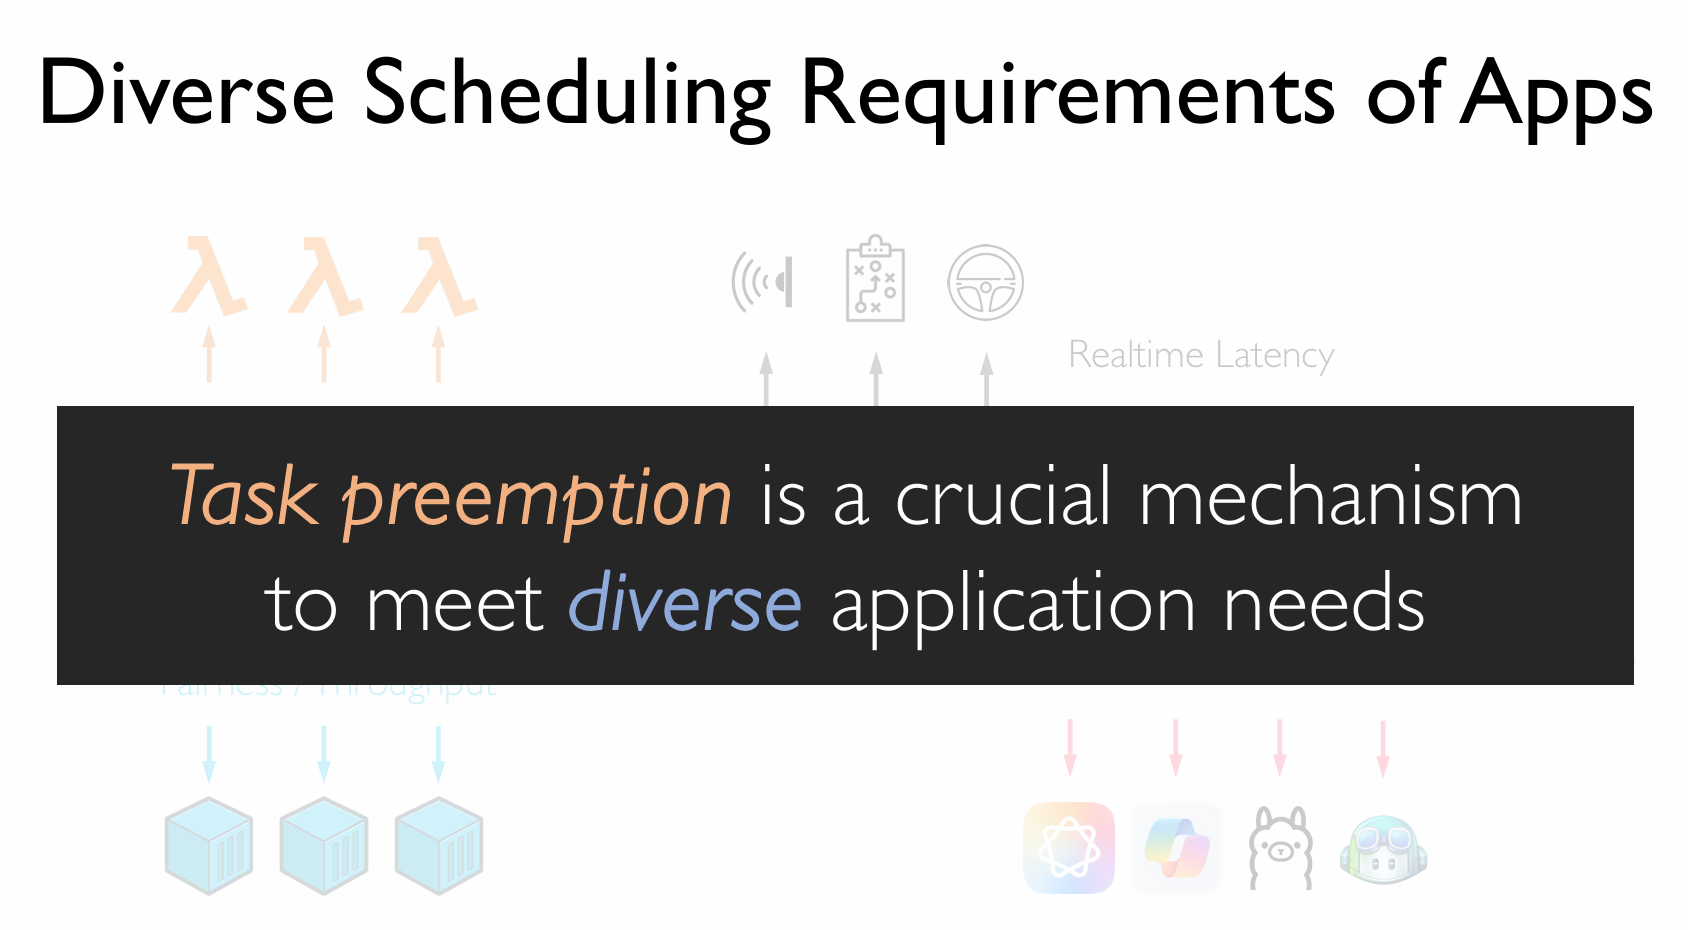 Diverse Scheduling Requirements of Apps
Realtime Latency
Task preemption is a crucial mechanism
to meet diverse application needs
Fairness / Throughput